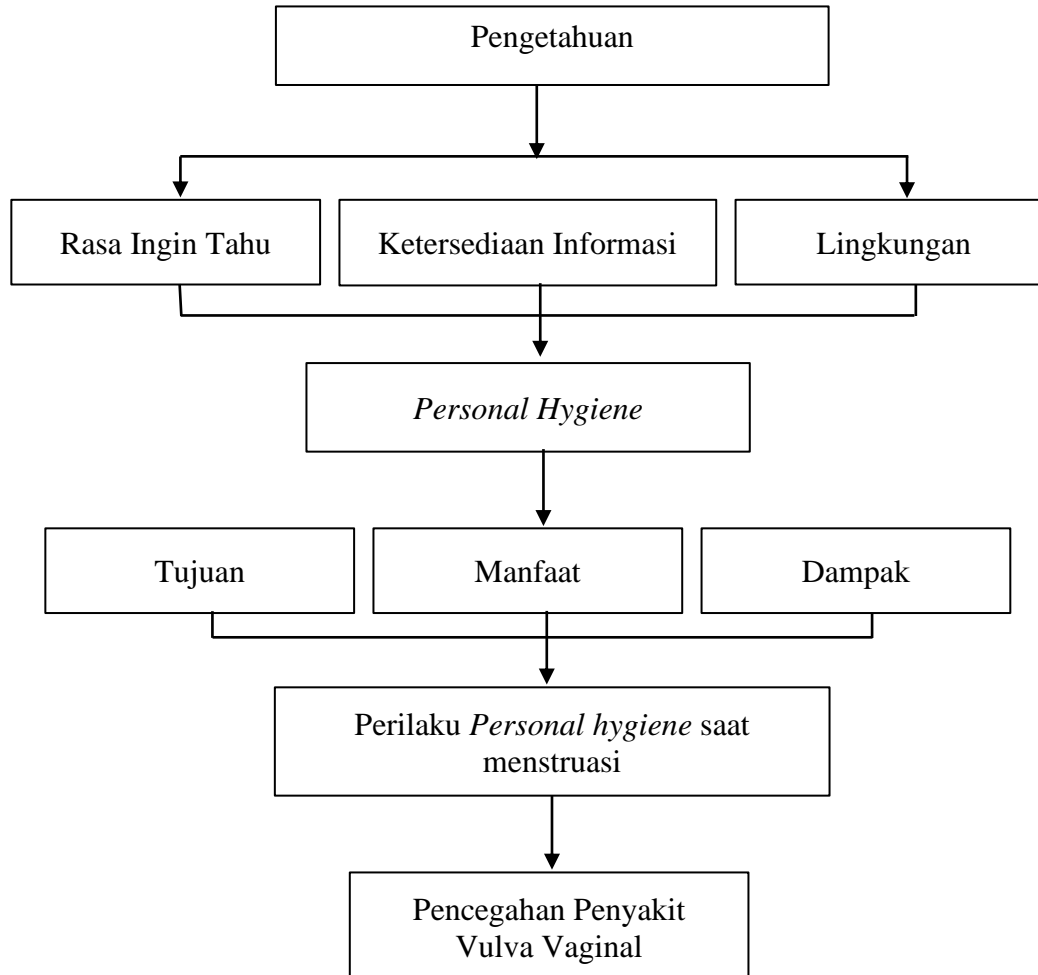 Pengetahuan
Rasa Ingin Tahu
Ketersediaan Informasi
Lingkungan
Personal Hygiene
Tujuan
Manfaat
Dampak
Perilaku Personal hygiene saat
menstruasi
Pencegahan Penyakit
Vulva Vaginal